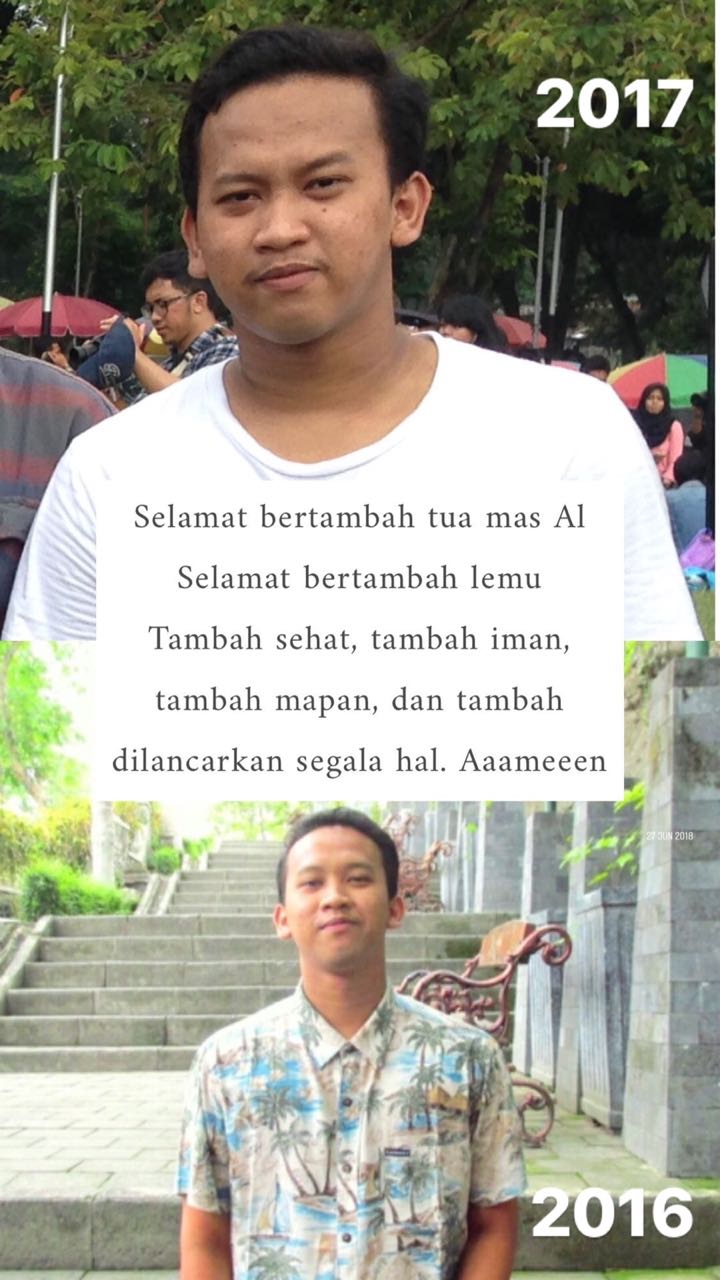 2017
Selamat bertambah tua mas Al
Selamat bertambah lemu
Tambah sehat, tambah iman,
tambah mapan, dan tambah
dilancarkan segala hal. Aaameeen
27 JUN 2018
2016